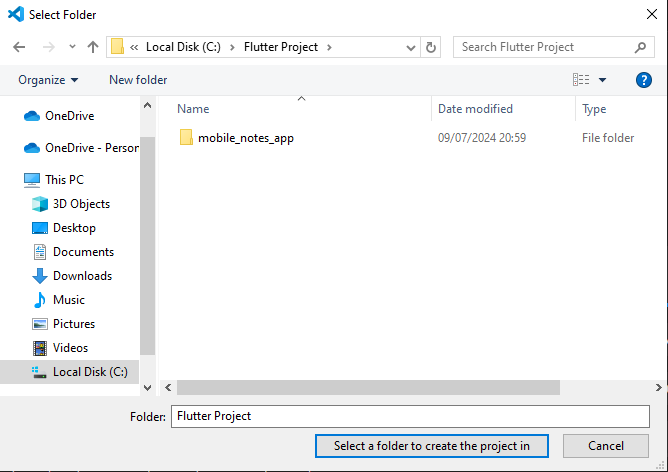 Select Folder
« Local Disk (C:) › Flutter Project ›
Search Flutter Project
Organize
New folder
Name Date modified Type
mobile_notes_app 09/07/2024 20:59 File folder
OneDrive
OneDrive - Person
This PC
3D Objects
Desktop
Documents
Downloads
Music
Pictures
Videos
Local Disk (C:)
Folder: Flutter Project
Select a folder to create the project in
Cancel